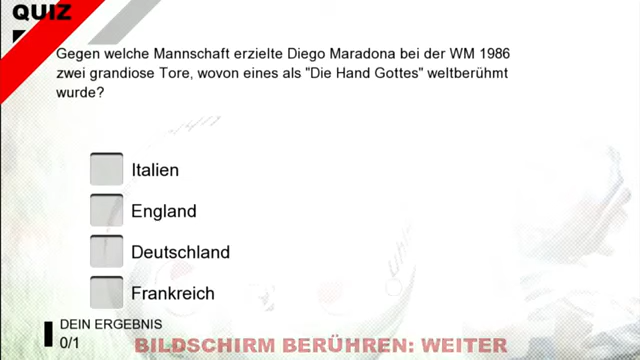 QUIZ
Gegen welche Mannschaft erzielte Diego Maradona bei der WM 1986
zwei grandiose Tore, wovon eines als "Die Hand Gottes" weltberühmt
wurde?
Italien
England
Deutschland
Frankreich
DEIN ERGEBNIS
0/1
BILDSCHIRM BERÜHREN: WEITER